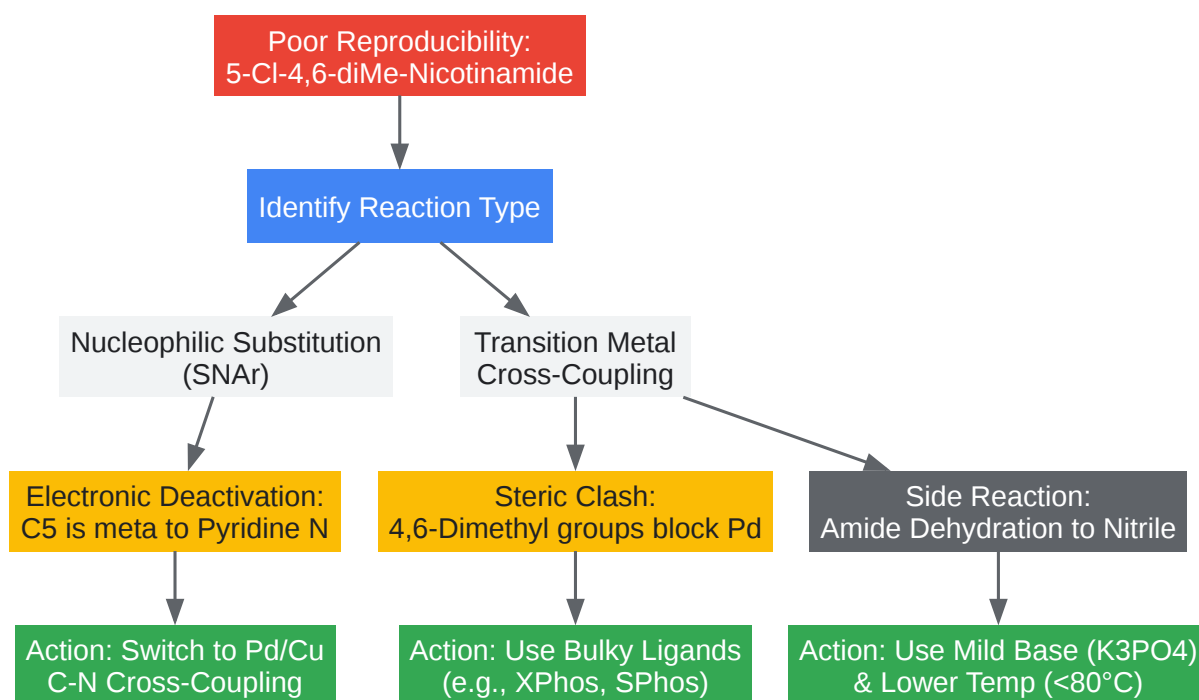 Poor Reproducibility:
5-Cl-4,6-diMe-Nicotinamide
Identify Reaction Type
Nucleophilic Substitution
(SNAr)
Transition Metal
Cross-Coupling
Electronic Deactivation:
C5 is meta to Pyridine N
Steric Clash:
4,6-Dimethyl groups block Pd
Side Reaction:
Amide Dehydration to Nitrile
Action: Switch to Pd/Cu
C-N Cross-Coupling
Action: Use Bulky Ligands
(e.g., XPhos, SPhos)
Action: Use Mild Base (K3PO4)
& Lower Temp (<80°C)